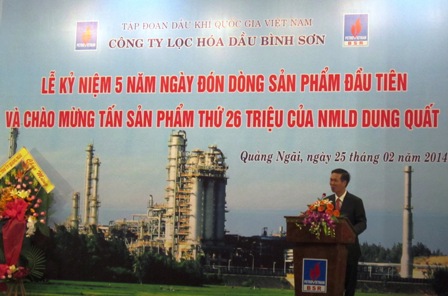 TẬP ĐOÀN DẦU KHÍ QUỐC GIA VIỆT NAM
CÔNG TY LỌC HÓA DẦU BÌNH SƠN
BSR
LỄ KỶ NIỆM 5 NĂM NGÀY ĐÓN DÒNG SẢN PHẨM ĐẦU TIÊN
VÀ CHÀO MỪNG TẤN SẢN PHẨM THỨ 26 TRIỆU CỦA NMLD DUNG QUẤT
Quảng Ngãi, ngày 25 tháng 02 năm 2014
BSR